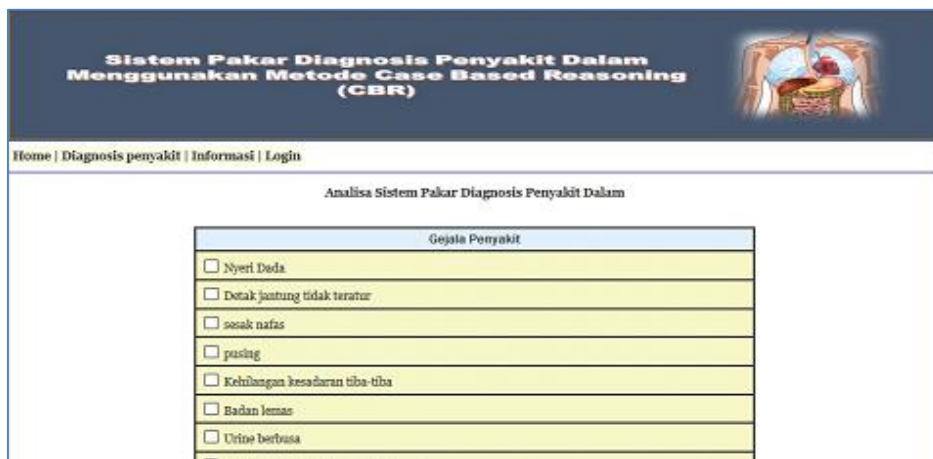 Sistem Pakar Diagnosis Penyakit Dalam
Menggunakan Metode Case Based Reasoning
(CBR)
Home | Diagnosis penyakit | Informasi | Login
Analisa Sistem Pakar Diagnosis Penyakit Dalam
Gejala Penyakit
Nyeri Dada
Detak jantung tidak teratur
sesak nafas
pusing
Kehilangan kesadaran tiba-tiba
Badan lemas
Urine berbusa